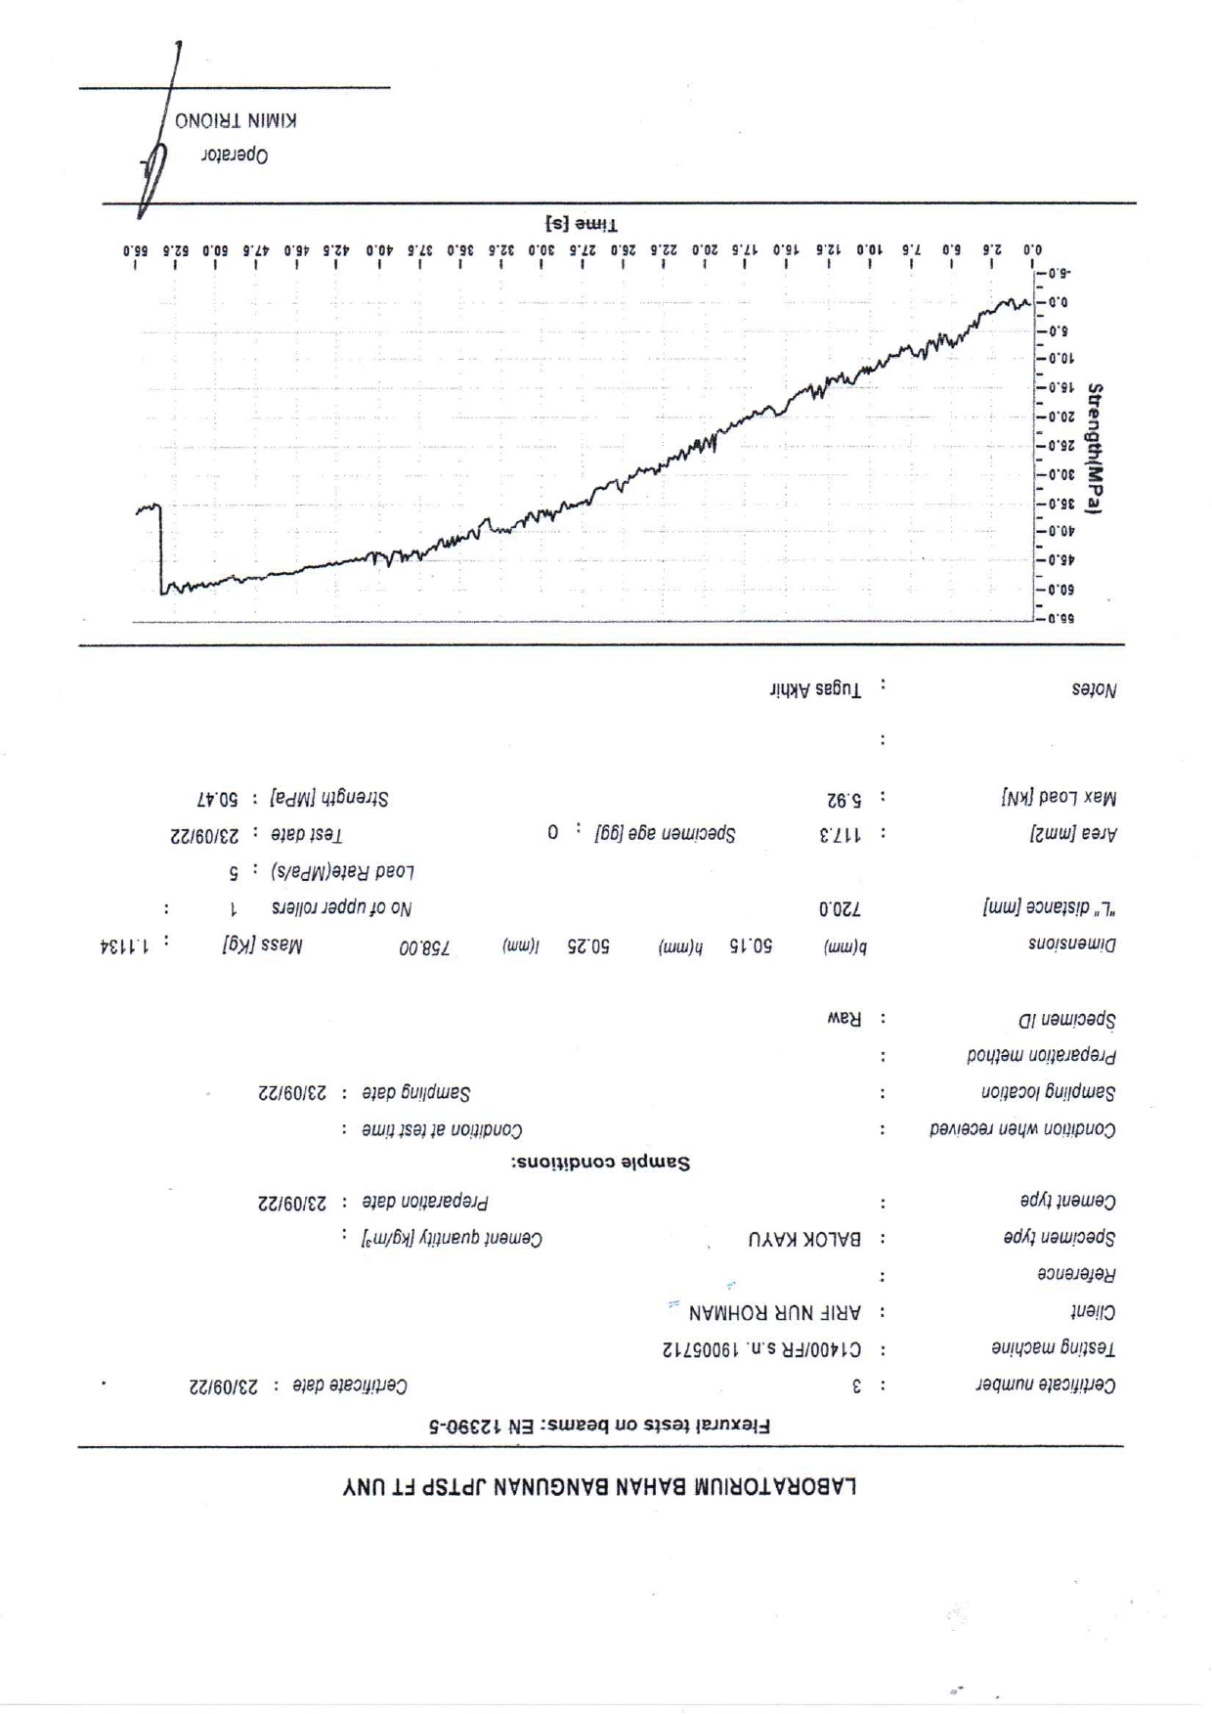 LABORATORIUM BAHAN BANGUNAN JPTSP FT UNY
Flexural tests on beams: EN 12390-5
Certificate number : 3 Certificate date : 23/09/22
Testing machine : C1400/FR s.n. 19005712
Client : ARIF NUR ROHMAN
Reference :
Specimen type : BALOK KAYU Cement quantity [kg/m³] :
Cement type : Preparation date : 23/09/22
Sample conditions:
Condition when received : Condition at test time :
Sampling location : Sampling date : 23/09/22
Preparation method :
Specimen ID : Raw
Dimensions b(mm) 50.15 h(mm) 50.25 l(mm) 758.00 Mass [Kg] : 1.1134
"L" distance [mm] 720.0 No of upper rollers 1 :
Load Rate(MPa/s) : 5
Area [mm2] : 117.3 Specimen age [gg] : 0 Test date : 23/09/22
Max Load [kN] : 5.92 Strength [MPa] : 50.47
:
Notes : Tugas Akhir
55.0
50.0
45.0
40.0
35.0
30.0
25.0
20.0
15.0
10.0
5.0
0.0
-5.0
Strength(MPa)
0.0 2.5 5.0 7.5 10.0 12.5 15.0 17.5 20.0 22.5 25.0 27.5 30.0 32.5 35.0 37.5 40.0 42.5 45.0 47.5 50.0 52.5 55.0
Time [s]
Operator
KIMIN TRIONO